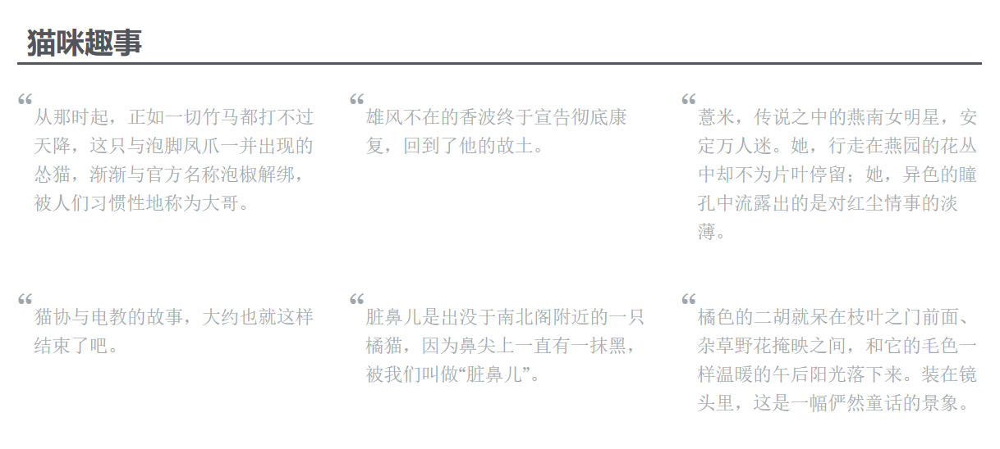 猫咪趣事
“
从那时起，正如一切竹马都打不过
天降，这只与泡脚凤爪一并出现的
怂猫，渐渐与官方名称泡椒解绑，
被人们习惯性地称为大哥。
“
雄风不在的香波终于宣告彻底康
复，回到了他的故土。
“
薏米，传说之中的燕南女明星，安
定万人迷。她，行走在燕园的花丛
中却不为片叶停留；她，异色的瞳
孔中流露出的是对红尘情事的淡
薄。
“
猫协与电教的故事，大约也就这样
结束了吧。
“
脏鼻儿是出没于南北阁附近的一只
橘猫，因为鼻尖上一直有一抹黑，
被我们叫做“脏鼻儿”。
“
橘色的二胡就呆在枝叶之门前面、
杂草野花掩映之间，和它的毛色一
样温暖的午后阳光落下来。装在镜
头里，这是一幅俨然童话的景象。